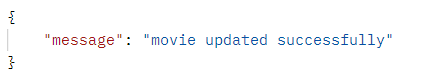 {
    "message": "movie updated successfully"
}